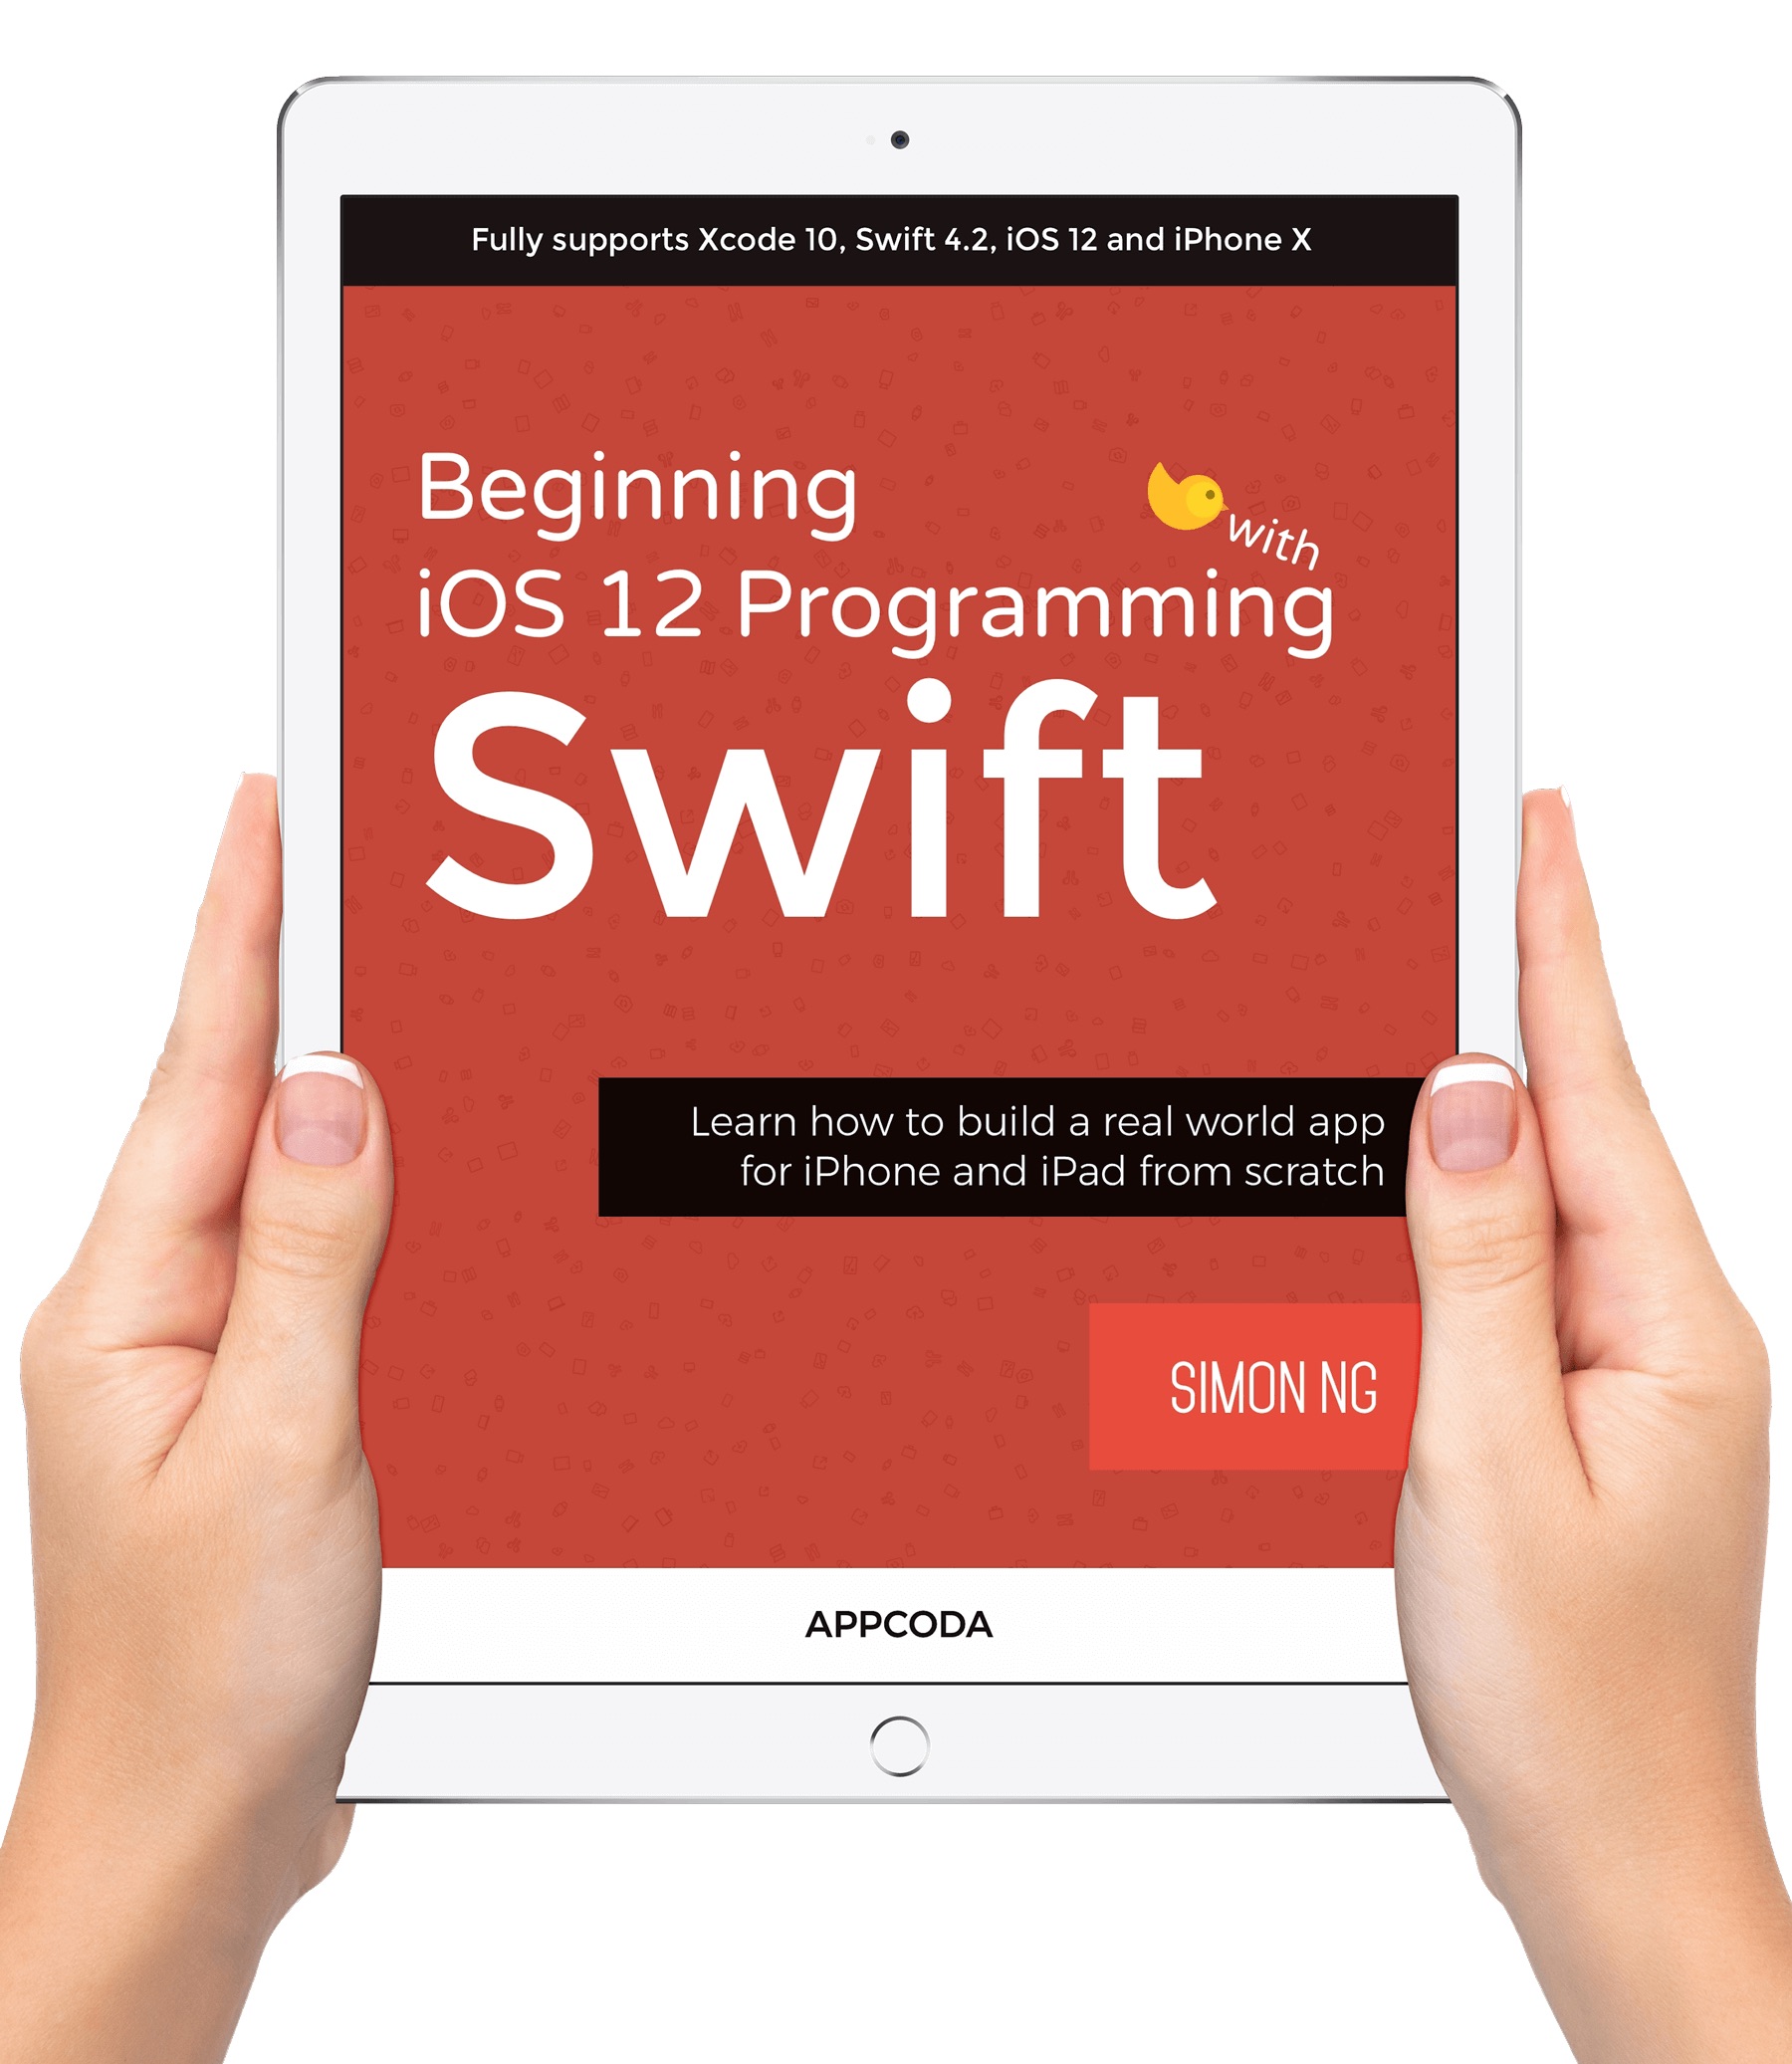 Fully supports Xcode 10, Swift 4.2, iOS 12 and iPhone X
Beginning
with
iOS 12 Programming
Swift
Learn how to build a real world app
for iPhone and iPad from scratch
SIMON NG
APPCODA